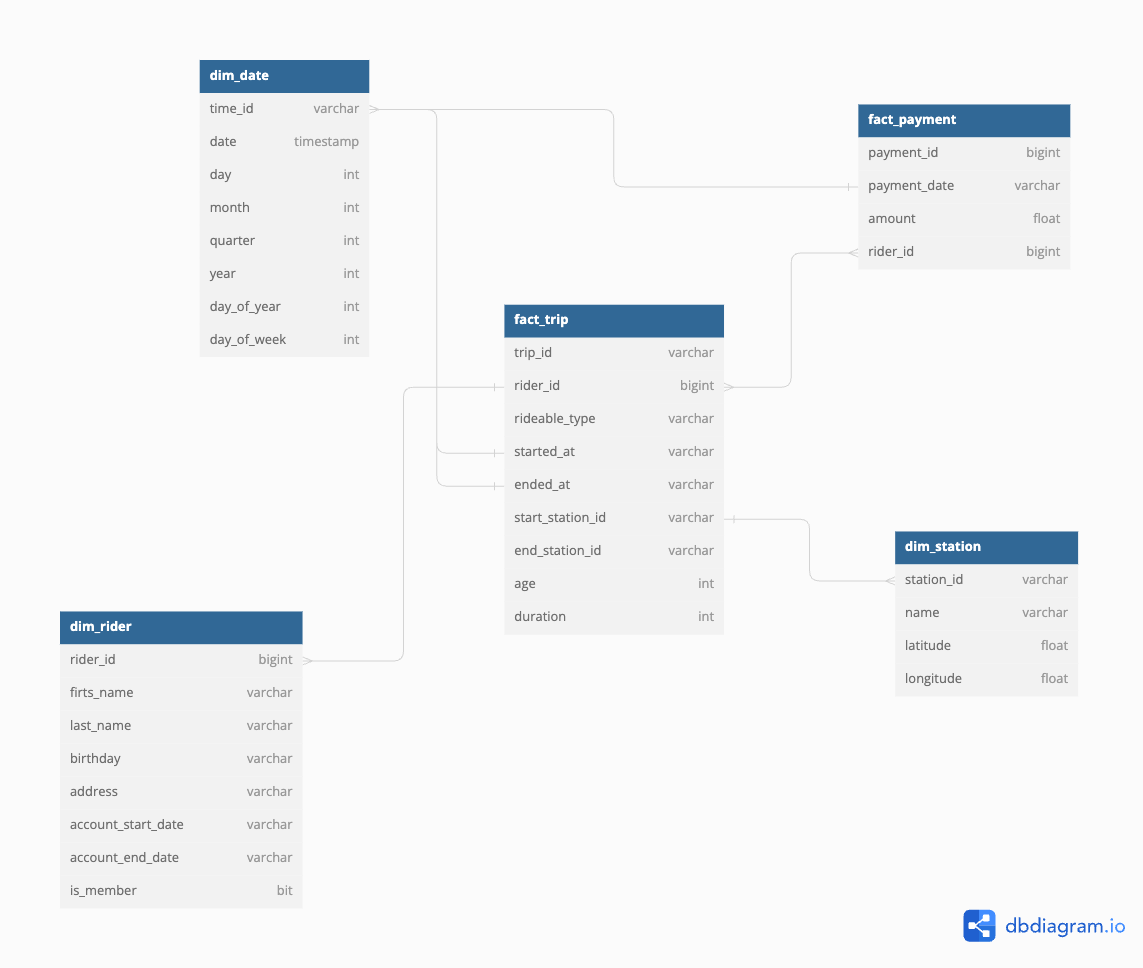 dim_date
time_id varchar
date timestamp
day int
month int
quarter int
year int
day_of_year int
day_of_week int
fact_payment
payment_id bigint
payment_date varchar
amount float
rider_id bigint
fact_trip
trip_id varchar
rider_id bigint
rideable_type varchar
started_at varchar
ended_at varchar
start_station_id varchar
end_station_id varchar
age int
duration int
dim_station
station_id varchar
name varchar
latitude float
longitude float
dim_rider
rider_id bigint
firts_name varchar
last_name varchar
birthday varchar
address varchar
account_start_date varchar
account_end_date varchar
is_member bit
dbdiagram.io